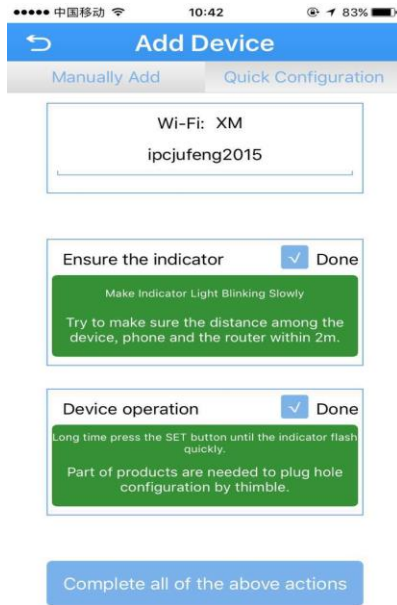 中国移动 10:42 83%
Add Device
Manually Add Quick Configuration
Wi-Fi: XM
ipcjufeng2015
Ensure the indicator √ Done
Make Indicator Light Blinking Slowly
Try to make sure the distance among the
device, phone and the router within 2m.
Device operation √ Done
Long time press the SET button until the indicator flash
quickly.
Part of products are needed to plug hole
configuration by thimble.
Complete all of the above actions